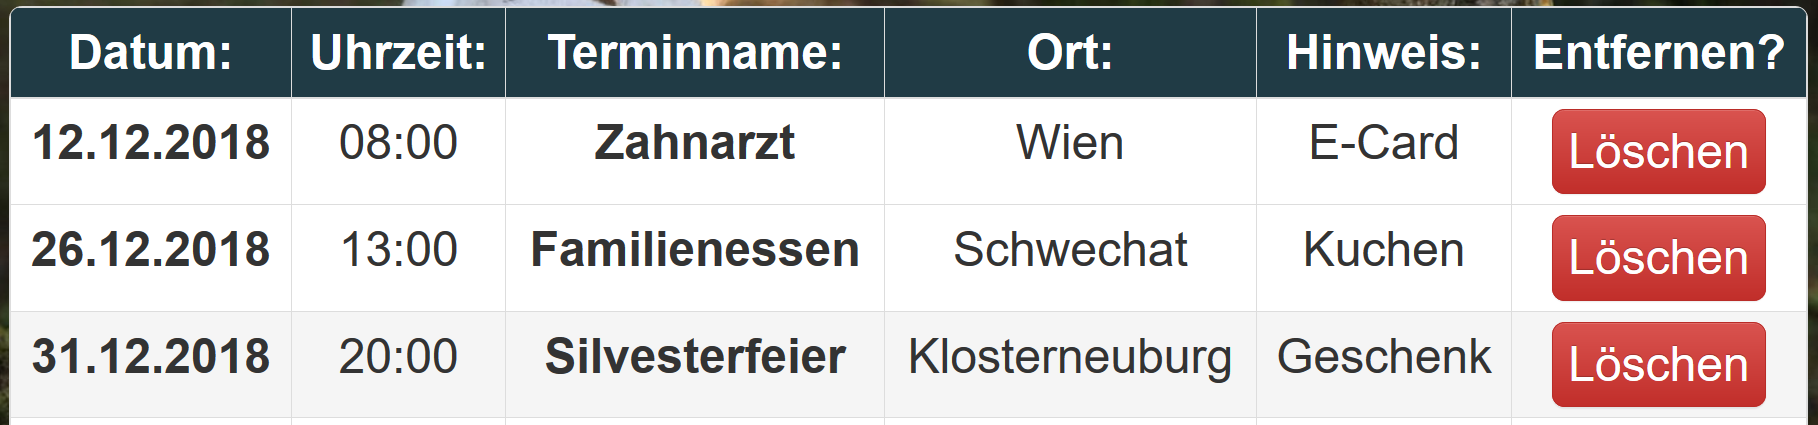 Datum: Uhrzeit: Terminname: Ort: Hinweis: Entfernen?
12.12.2018 08:00 Zahnarzt Wien E-Card Löschen
26.12.2018 13:00 Familienessen Schwechat Kuchen Löschen
31.12.2018 20:00 Silvesterfeier Klosterneuburg Geschenk Löschen